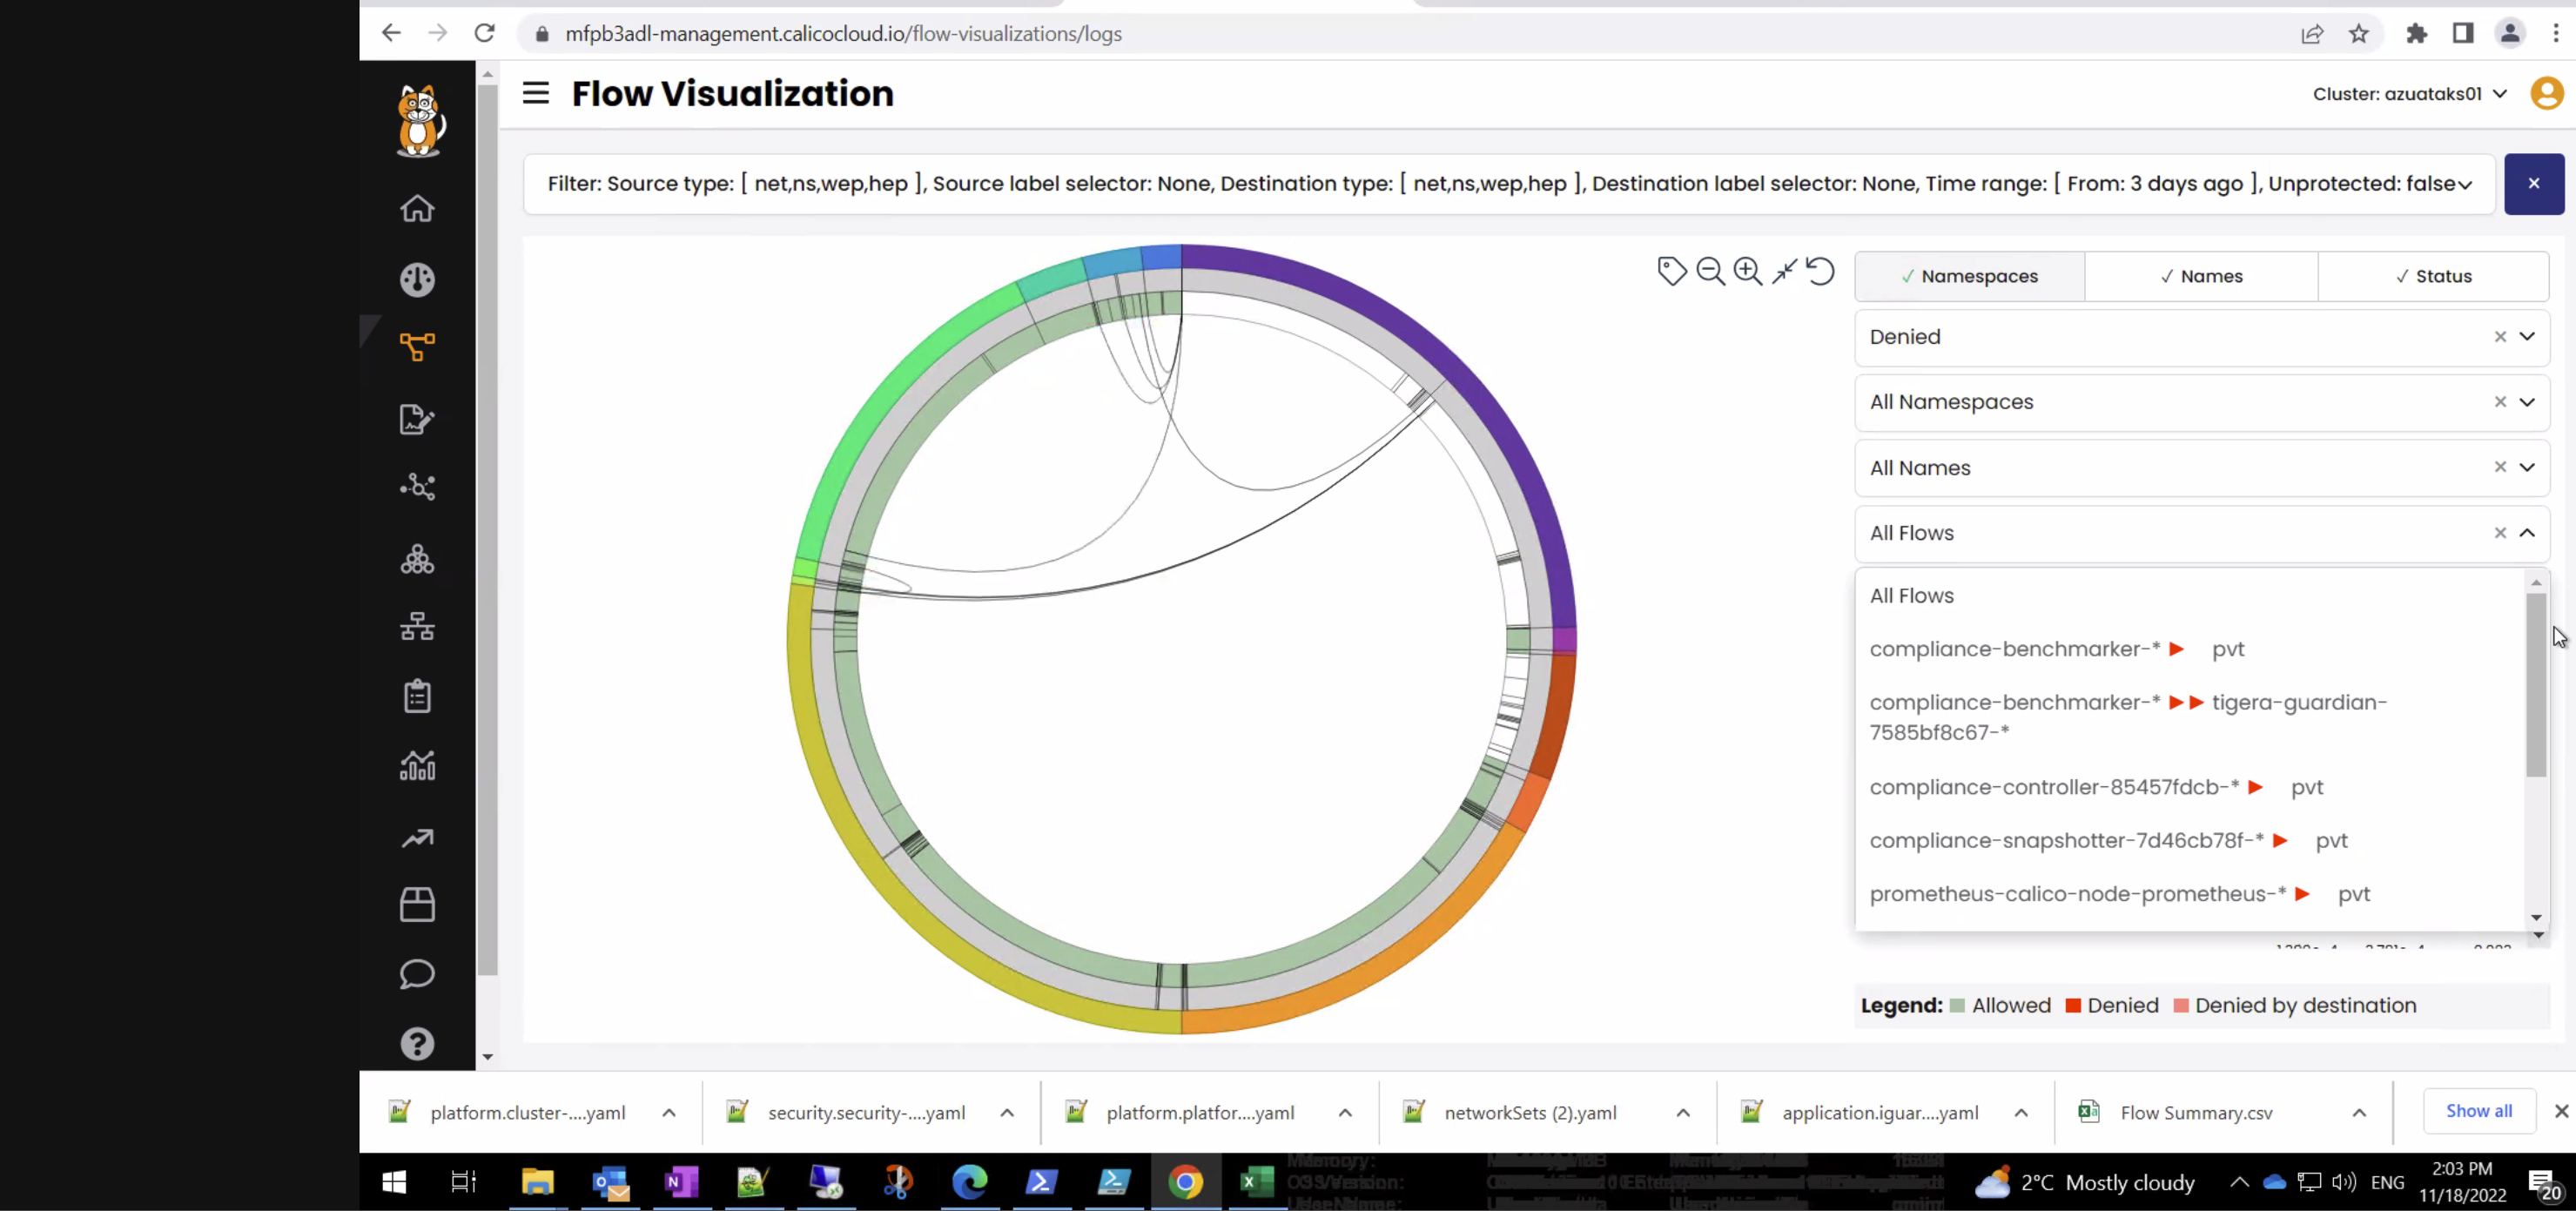 mfpb3adl-management.calicocloud.io/flow-visualizations/logs
Flow Visualization
Cluster: azuataks01
Filter: Source type: [ net,ns,wep,hep ], Source label selector: None, Destination type: [ net,ns,wep,hep ], Destination label selector: None, Time range: [ From: 3 days ago ], Unprotected: false
Namespaces
Names
Status
Denied
All Namespaces
All Names
All Flows
All Flows
compliance-benchmarker-* pvt
compliance-benchmarker-* tigera-guardian-
7585bf8c67-*
compliance-controller-85457fdcb-* pvt
compliance-snapshotter-7d46cb78f-* pvt
prometheus-calico-node-prometheus-* pvt
Legend: Allowed Denied Denied by destination
platform.cluster-....yaml
security.security-....yaml
platform.platfor....yaml
networkSets (2).yaml
application.iguar....yaml
Flow Summary.csv
Show all
2°C Mostly cloudy
ENG
2:03 PM
11/18/2022
20